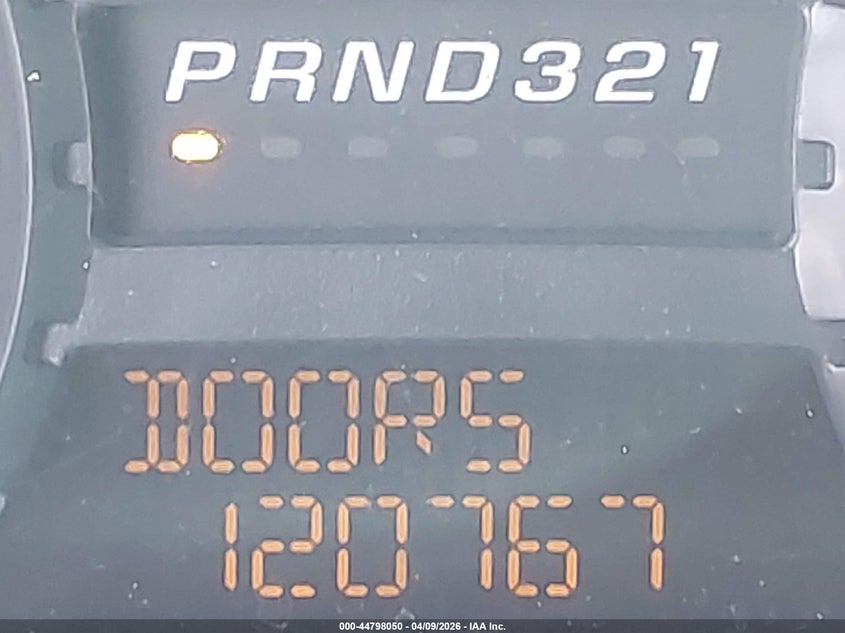 PRND321
DOORS
120767
000-44798050 - 04/09/2026 - IAA Inc.